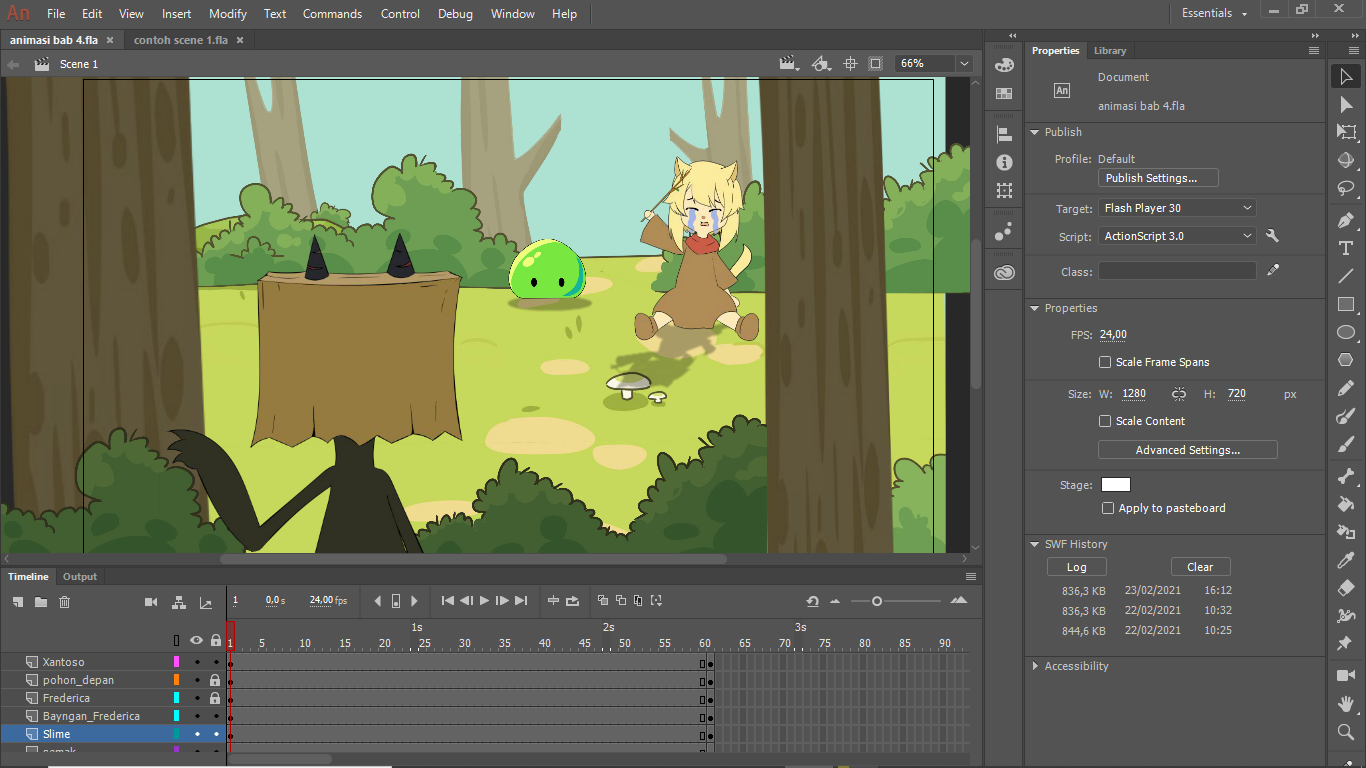 An File Edit View Insert Modify Text Commands Control Debug Window Help Essentials
animasi bab 4.fla contoh scene 1.fla
Scene 1 66%
Properties Library
Document
An
animasi bab 4.fla
Publish
Profile: Default
Publish Settings...
Target: Flash Player 30
Script: ActionScript 3.0
Class:
Properties
FPS: 24,00
Scale Frame Spans
Size: W: 1280 H: 720 px
Scale Content
Advanced Settings...
Stage:
Apply to pasteboard
SWF History
Log Clear
836,3 KB 23/02/2021 16:12
836,3 KB 22/02/2021 10:32
844,6 KB 22/02/2021 10:25
Accessibility
Timeline Output
1 0,0 s 24,00 fps
1s 2s 3s
1 5 10 15 20 25 30 35 40 45 50 55 60 65 70 75 80 85 90
Xantoso
pohon_depan
Frederica
Bayngan_Frederica
Slime